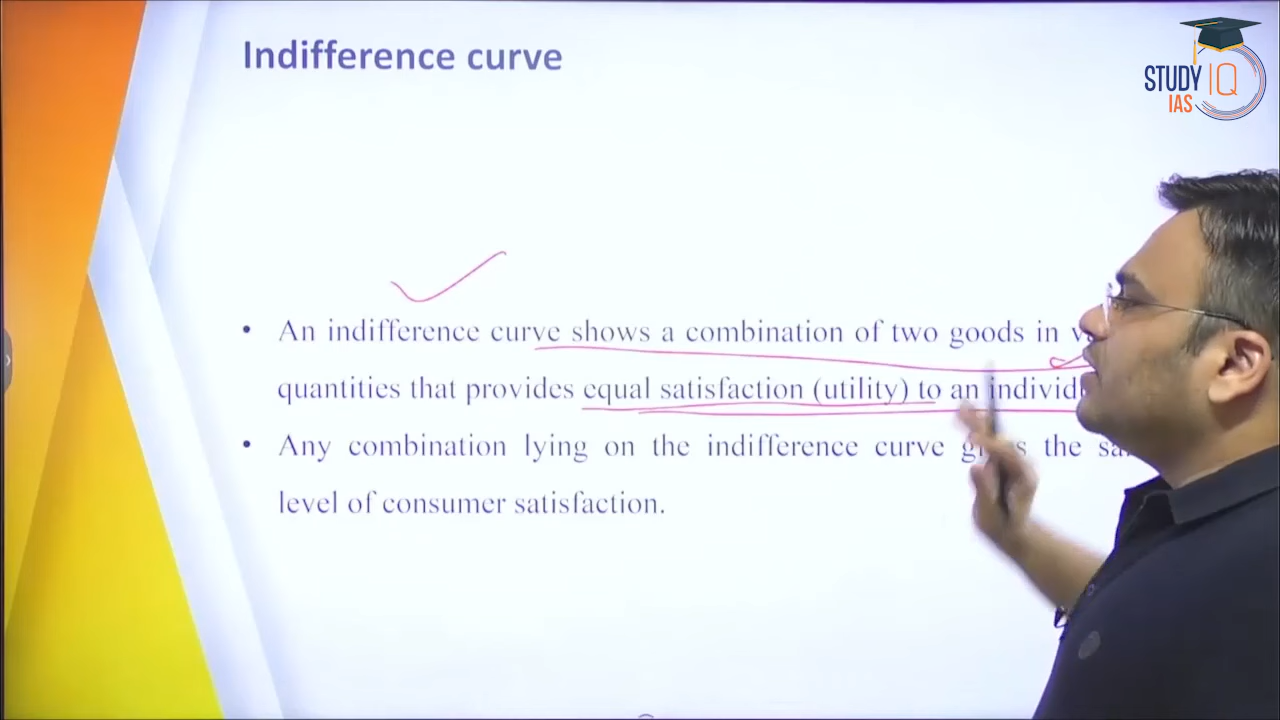 Indifference curve
STUDY IQ
IAS
• An indifference curve shows a combination of two goods in
quantities that provides equal satisfaction (utility) to an
• Any combination lying on the indifference curve the
level of consumer satisfaction.